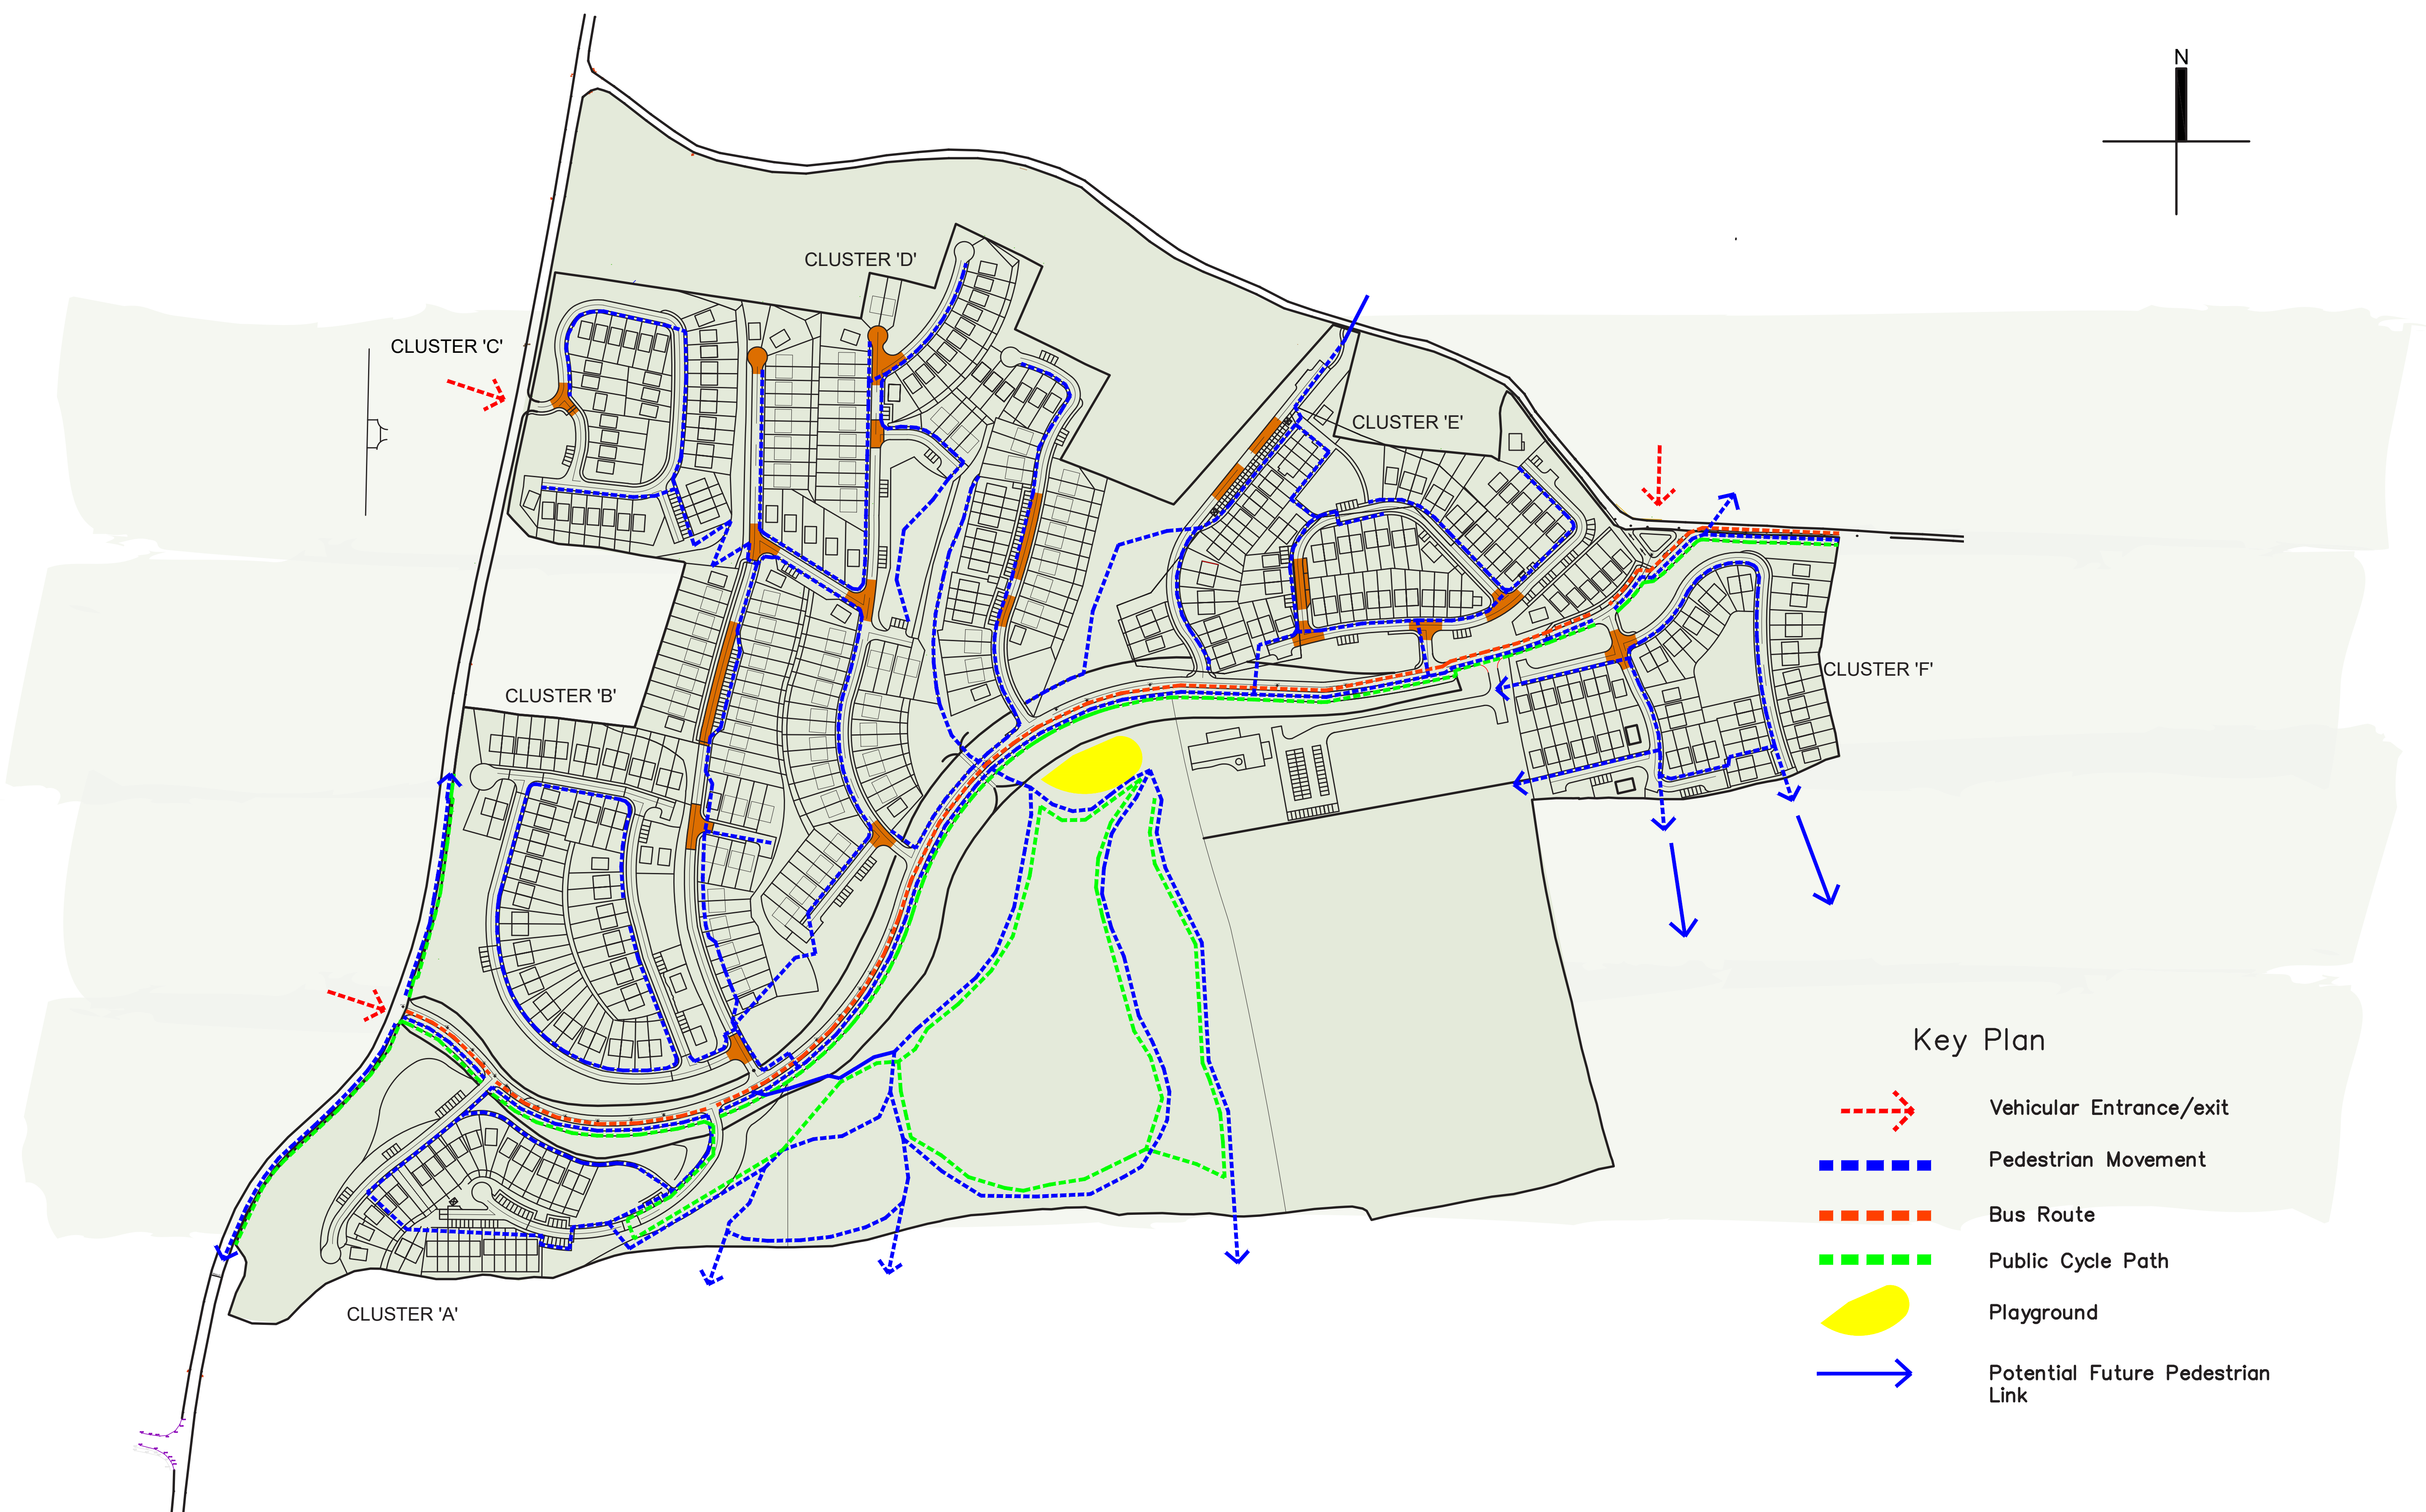 N
CLUSTER 'D'
CLUSTER 'C'
CLUSTER 'E'
CLUSTER 'F'
CLUSTER 'B'
CLUSTER 'A'
Key Plan
Vehicular Entrance/exit
Pedestrian Movement
Bus Route
Public Cycle Path
Playground
Potential Future Pedestrian
Link